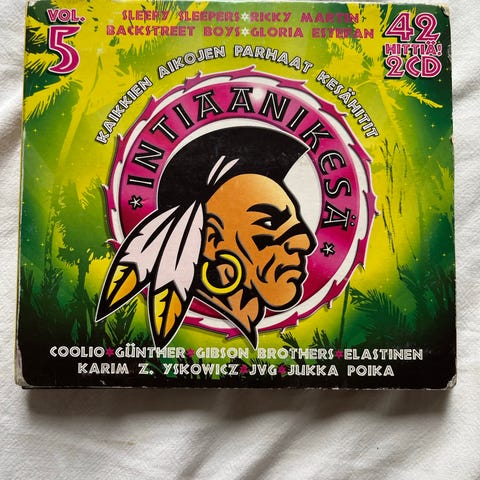 VOL.
5
SLEEPY SLEEPERS * RICKY MARTIN
BACKSTREET BOYS * GLORIA ESTEFAN
42
HITTIÄ!
2CD
KAIKKIEN AIKOJEN PARHAAT KESÄHITIT
* INTIAANIKESÄ *
COOLIO * GÜNTHER * GIBSON BROTHERS * ELASTINEN
KARIM Z. YSKOWICZ * JVG * JUKKA POIKA